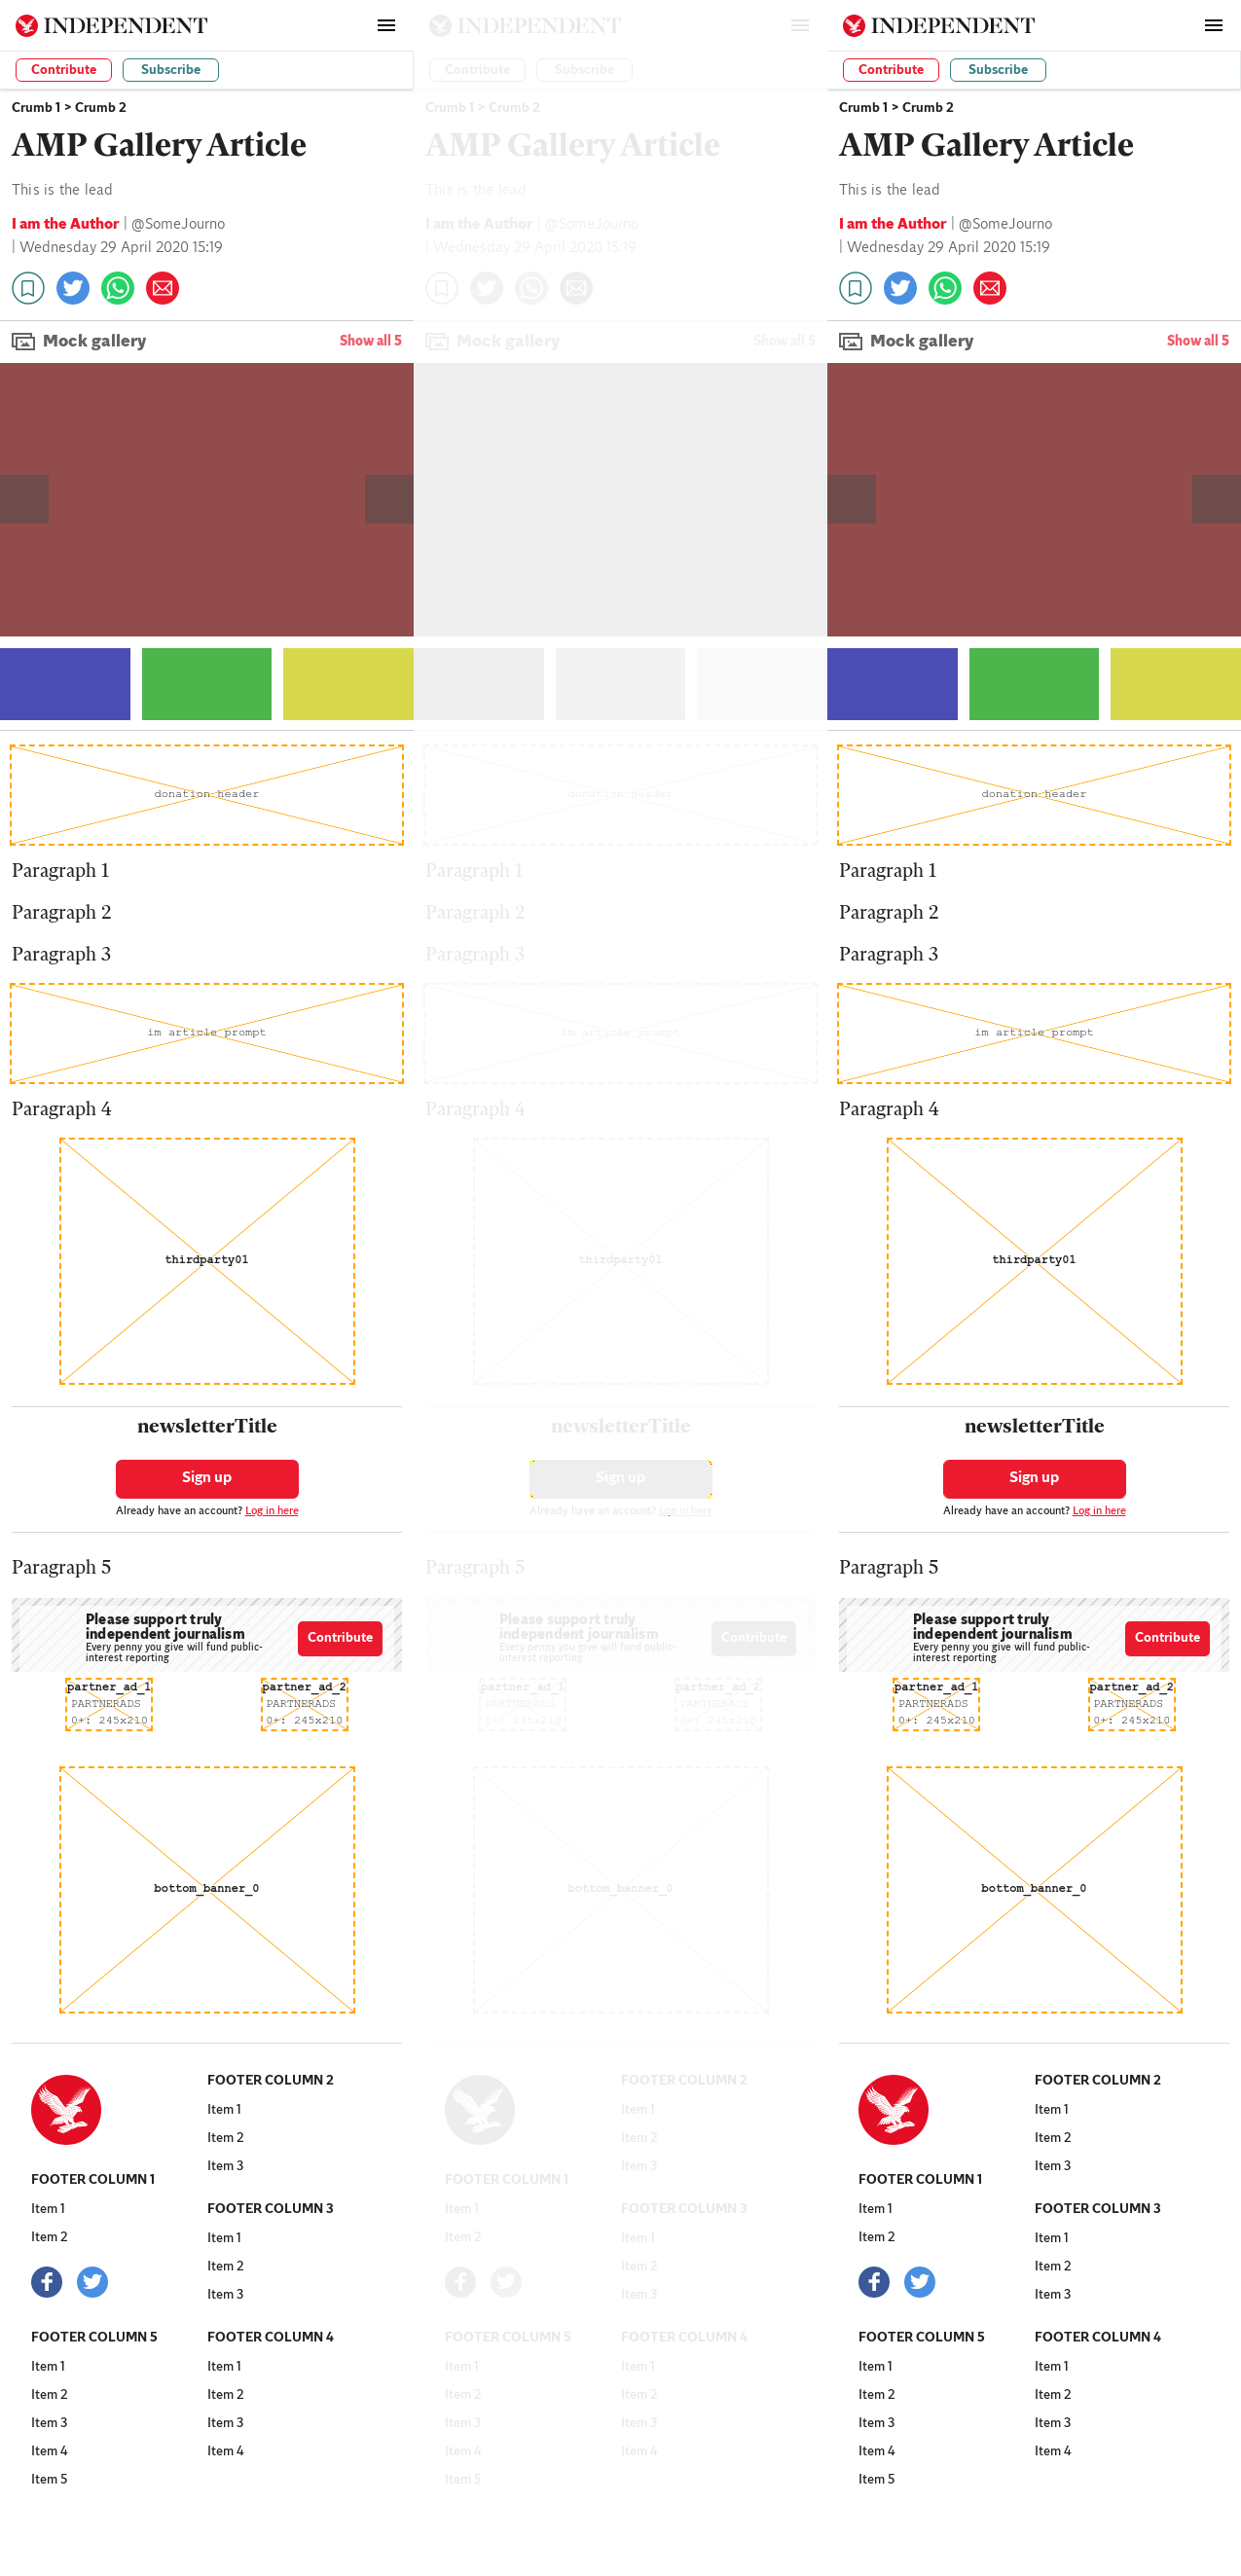 INDEPENDENT
Contribute Subscribe
Crumb 1 > Crumb 2
AMP Gallery Article
This is the lead
I am the Author | @SomeJourno
| Wednesday 29 April 2020 15:19
Mock gallery Show all 5
donation header
Paragraph 1
Paragraph 2
Paragraph 3
im article prompt
Paragraph 4
thirdparty01
newsletterTitle
Sign up
Already have an account? Log in here
Paragraph 5
Please support truly
independent journalism
Every penny you give will fund public-
interest reporting
Contribute
partner_ad_1
PARTNERADS
0+: 245x210
partner_ad_2
PARTNERADS
0+: 245x210
bottom_banner_0
FOOTER COLUMN 1
Item 1
Item 2
FOOTER COLUMN 2
Item 1
Item 2
Item 3
FOOTER COLUMN 3
Item 1
Item 2
Item 3
FOOTER COLUMN 5
Item 1
Item 2
Item 3
Item 4
Item 5
FOOTER COLUMN 4
Item 1
Item 2
Item 3
Item 4
INDEPENDENT
Contribute Subscribe
Crumb 1 > Crumb 2
AMP Gallery Article
This is the lead
I am the Author | @SomeJourno
| Wednesday 29 April 2020 15:19
Mock gallery Show all 5
donation header
Paragraph 1
Paragraph 2
Paragraph 3
im article prompt
Paragraph 4
thirdparty01
newsletterTitle
Sign up
Already have an account? Log in here
Paragraph 5
Please support truly
independent journalism
Every penny you give will fund public-
interest reporting
Contribute
partner_ad_1
PARTNERADS
0+: 245x210
partner_ad_2
PARTNERADS
0+: 245x210
bottom_banner_0
FOOTER COLUMN 1
Item 1
Item 2
FOOTER COLUMN 2
Item 1
Item 2
Item 3
FOOTER COLUMN 3
Item 1
Item 2
Item 3
FOOTER COLUMN 5
Item 1
Item 2
Item 3
Item 4
Item 5
FOOTER COLUMN 4
Item 1
Item 2
Item 3
Item 4
INDEPENDENT
Contribute Subscribe
Crumb 1 > Crumb 2
AMP Gallery Article
This is the lead
I am the Author | @SomeJourno
| Wednesday 29 April 2020 15:19
Mock gallery Show all 5
donation header
Paragraph 1
Paragraph 2
Paragraph 3
im article prompt
Paragraph 4
thirdparty01
newsletterTitle
Sign up
Already have an account? Log in here
Paragraph 5
Please support truly
independent journalism
Every penny you give will fund public-
interest reporting
Contribute
partner_ad_1
PARTNERADS
0+: 245x210
partner_ad_2
PARTNERADS
0+: 245x210
bottom_banner_0
FOOTER COLUMN 1
Item 1
Item 2
FOOTER COLUMN 2
Item 1
Item 2
Item 3
FOOTER COLUMN 3
Item 1
Item 2
Item 3
FOOTER COLUMN 5
Item 1
Item 2
Item 3
Item 4
Item 5
FOOTER COLUMN 4
Item 1
Item 2
Item 3
Item 4